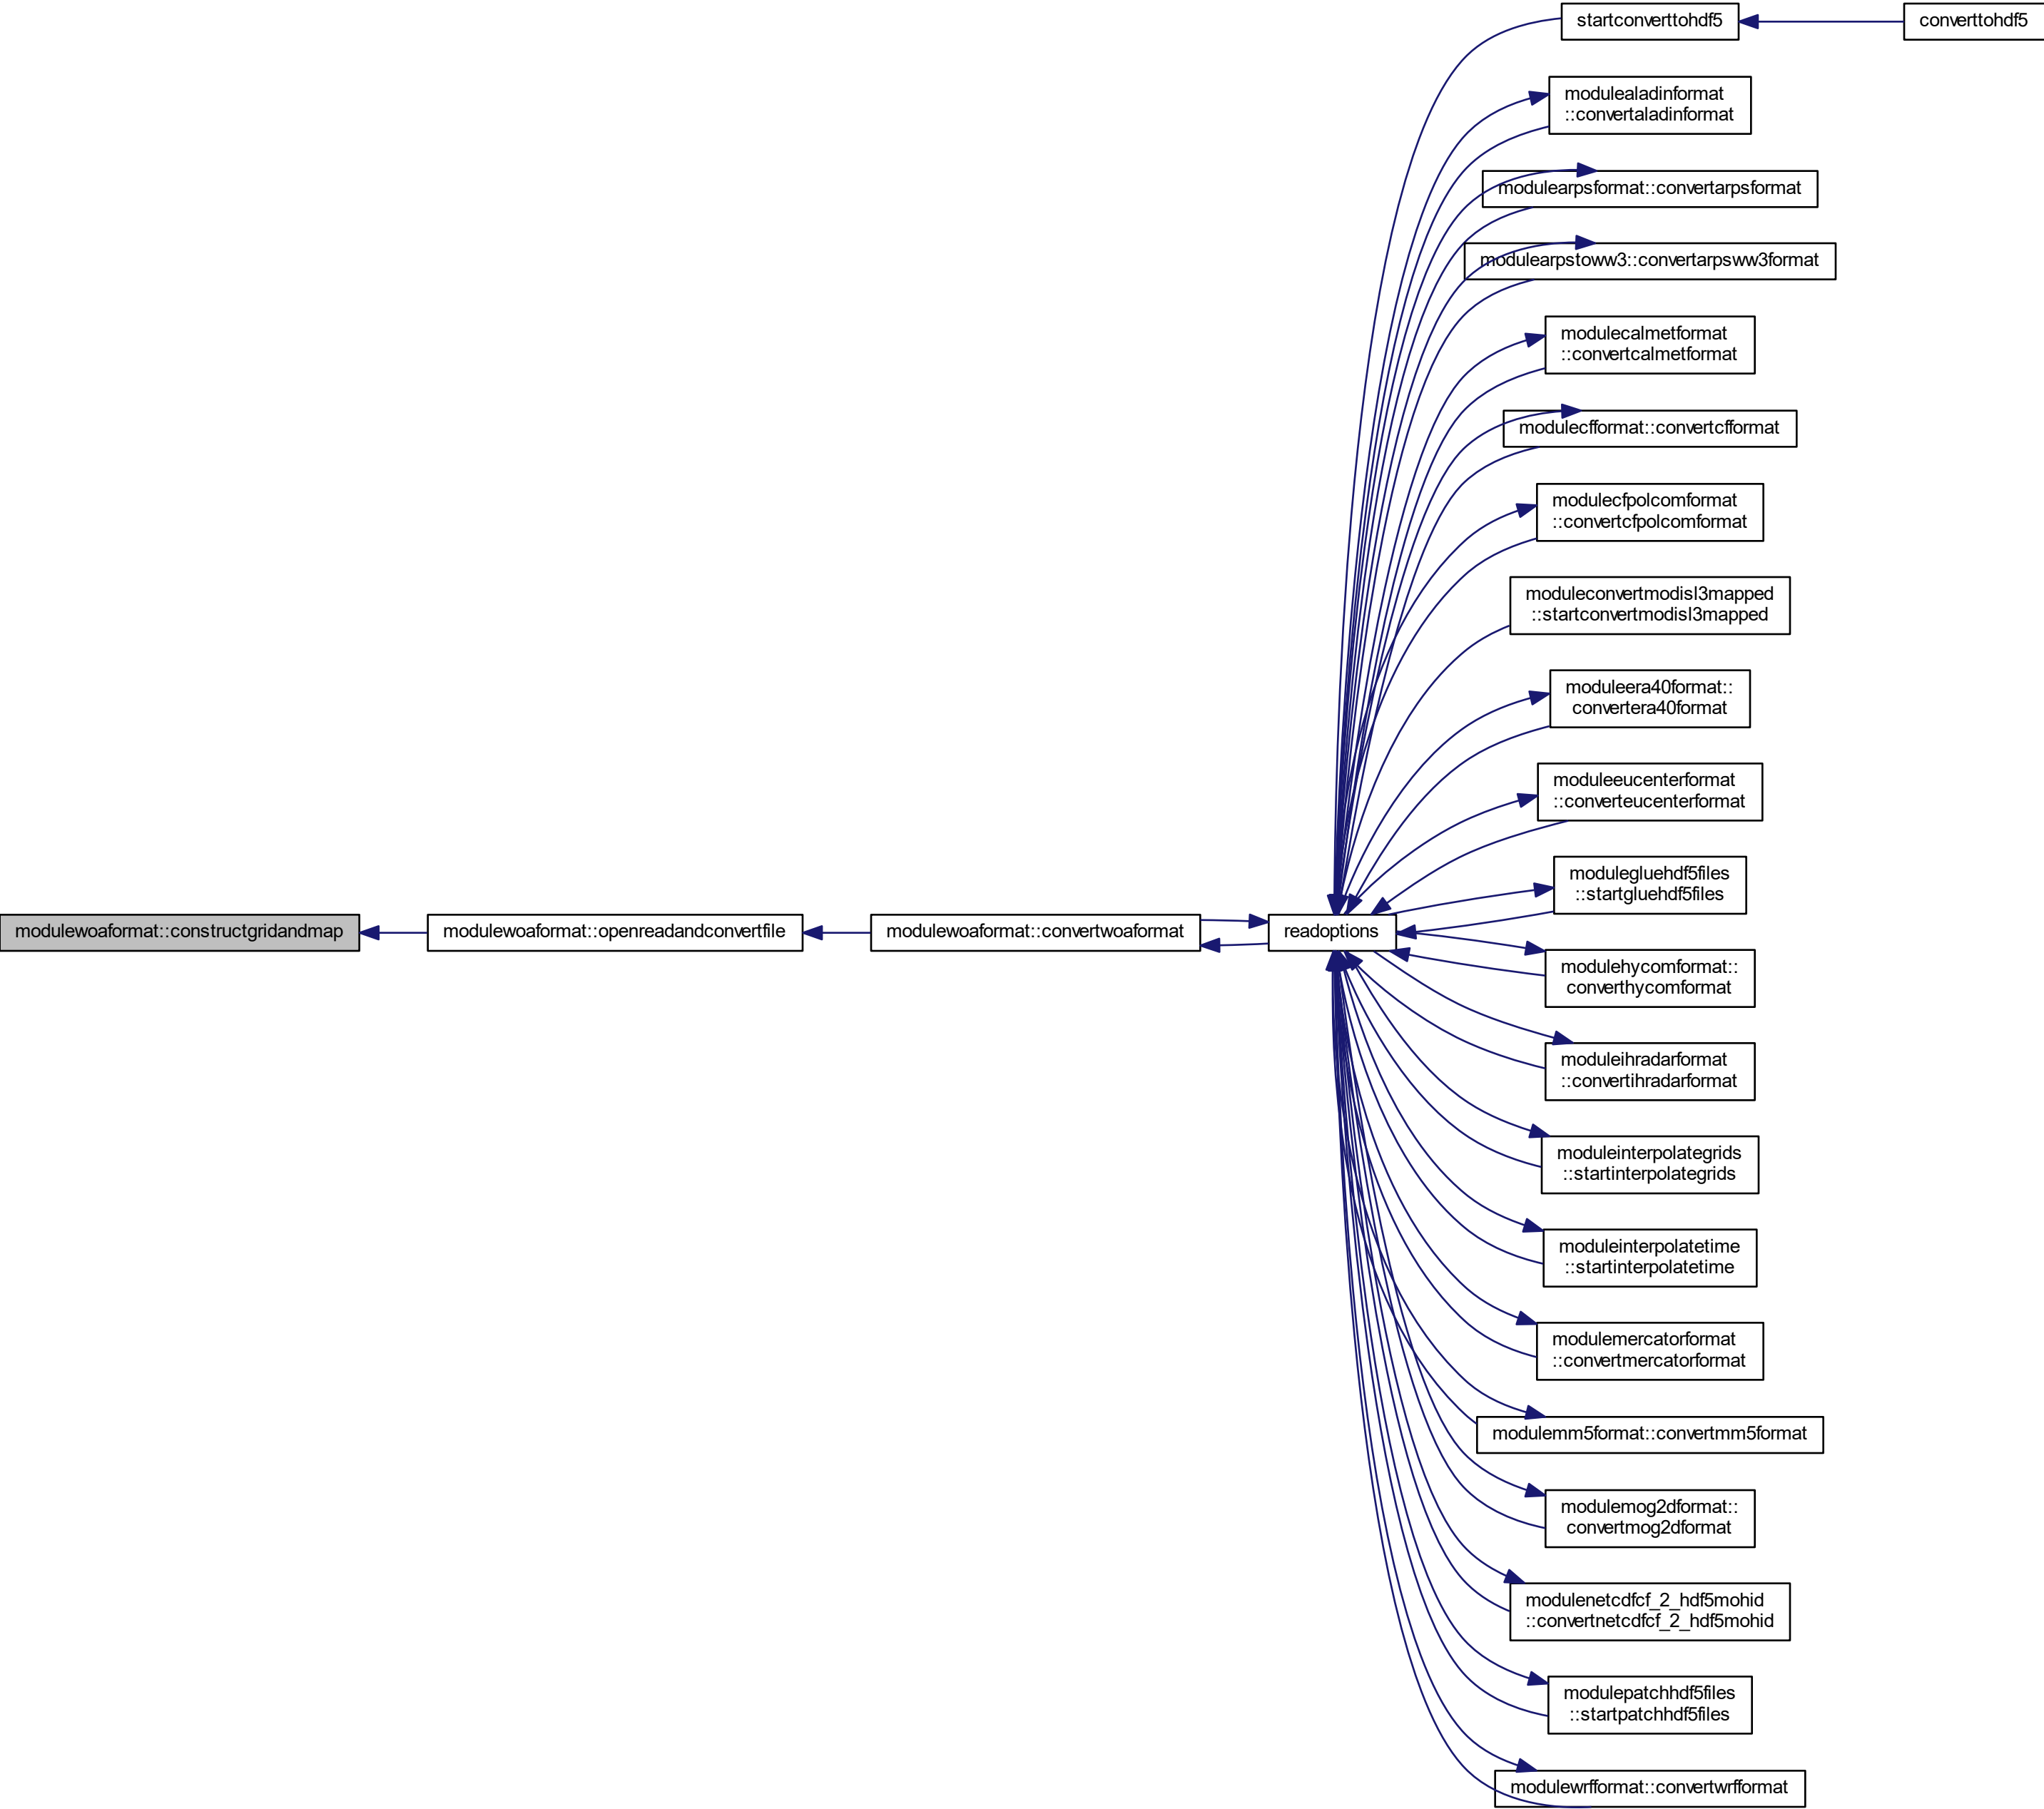 startconverttohdf5
converttohdf5
modulealadinformat
::convertaladinformat
modulearpsformat::convertarpsformat
modulearpstoww3::convertarpsww3format
modulecalmetformat
::convertcalmetformat
modulecfformat::convertcfformat
modulecfpolcomformat
::convertcfpolcomformat
moduleconvertmodisl3mapped
::startconvertmodisl3mapped
moduleera40format::
convertera40format
moduleeucenterformat
::converteucenterformat
modulegluehdf5files
::startgluehdf5files
modulewoaformat::constructgridandmap
modulewoaformat::openreadandconvertfile
modulewoaformat::convertwoaformat
readoptions
modulehycomformat::
converthycomformat
moduleihradarformat
::convertihradarformat
moduleinterpolategrids
::startinterpolategrids
moduleinterpolatetime
::startinterpolatetime
modulemercatorformat
::convertmercatorformat
modulemm5format::convertmm5format
modulemog2dformat::
convertmog2dformat
modulenetcdfcf_2_hdf5mohid
::convertnetcdfcf_2_hdf5mohid
modulepatchhdf5files
::startpatchhdf5files
modulewrfformat::convertwrfformat